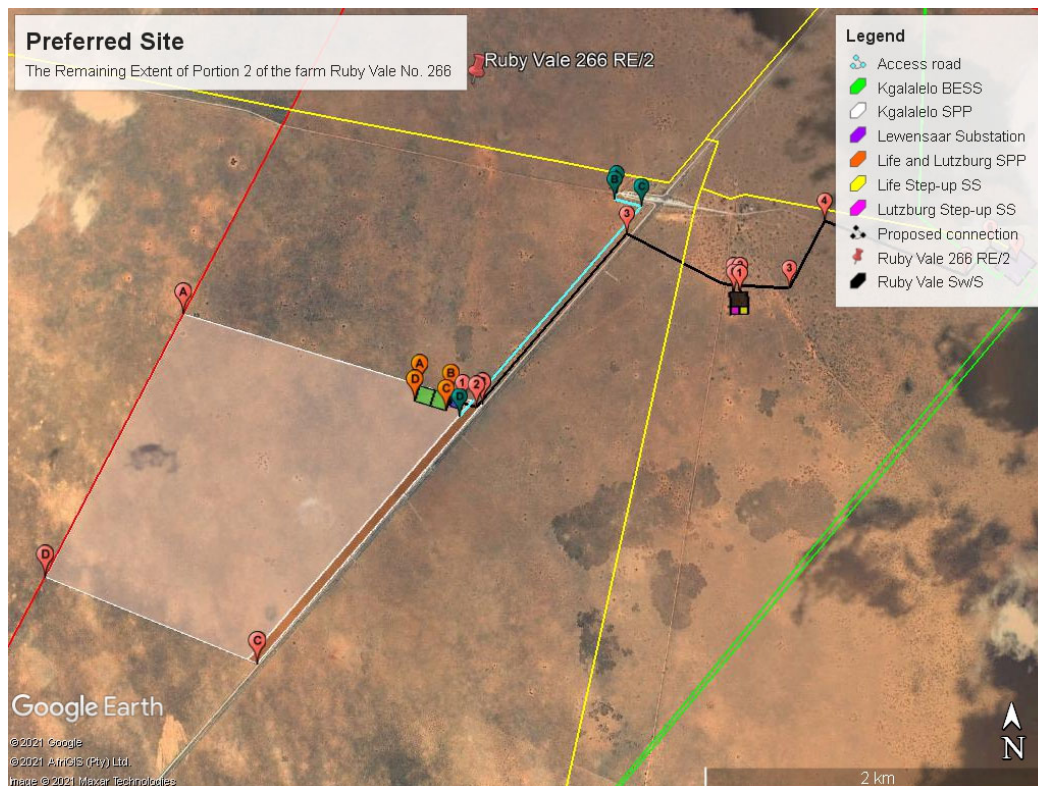 Preferred Site
The Remaining Extent of Portion 2 of the farm Ruby Vale No. 266
Ruby Vale 266 RE/2
Legend
Access road
Kgalalelo BESS
Kgalalelo SPP
Lewensaar Substation
Life and Lutzburg SPP
Life Step-up SS
Lutzburg Step-up SS
Proposed connection
Ruby Vale 266 RE/2
Ruby Vale Sw/S
B
C
3
4
3
1
A
A
D
B
C
1
2
D
D
C
Google Earth
© 2021 Google
© 2021 AfriGIS (Pty) Ltd.
Image © 2021 Maxar Technologies
N
2 km